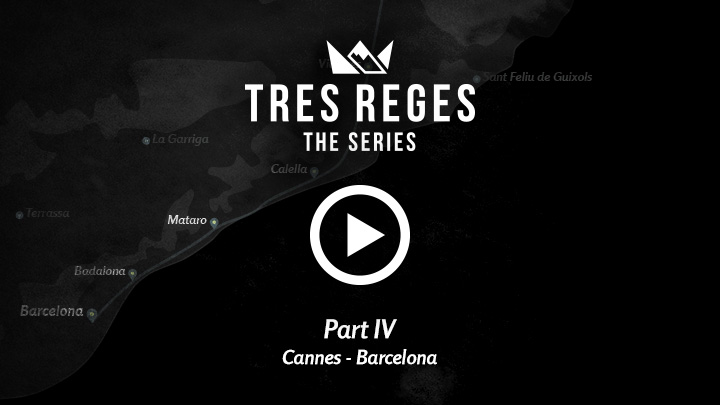 TRES REGES
THE SERIES
Sant Feliu de Guixols
La Garriga
Calella
Terrassa
Mataro
Badalona
Barcelona
Part IV
Cannes - Barcelona